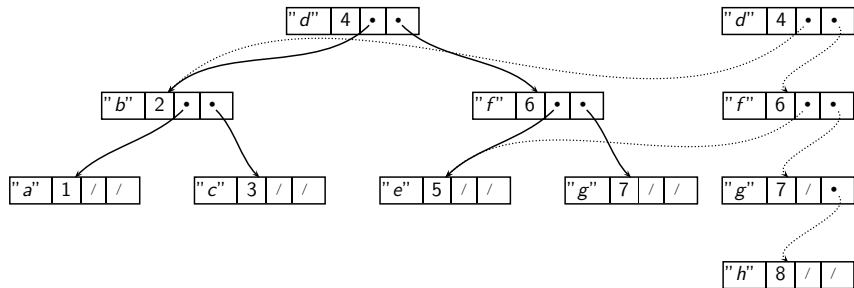 "d" 4 • • "d" 4 • •
"b" 2 • • "f" 6 • • "f" 6 • •
"a" 1 / / "c" 3 / / "e" 5 / / "g" 7 / / "g" 7 / •
"h" 8 / /